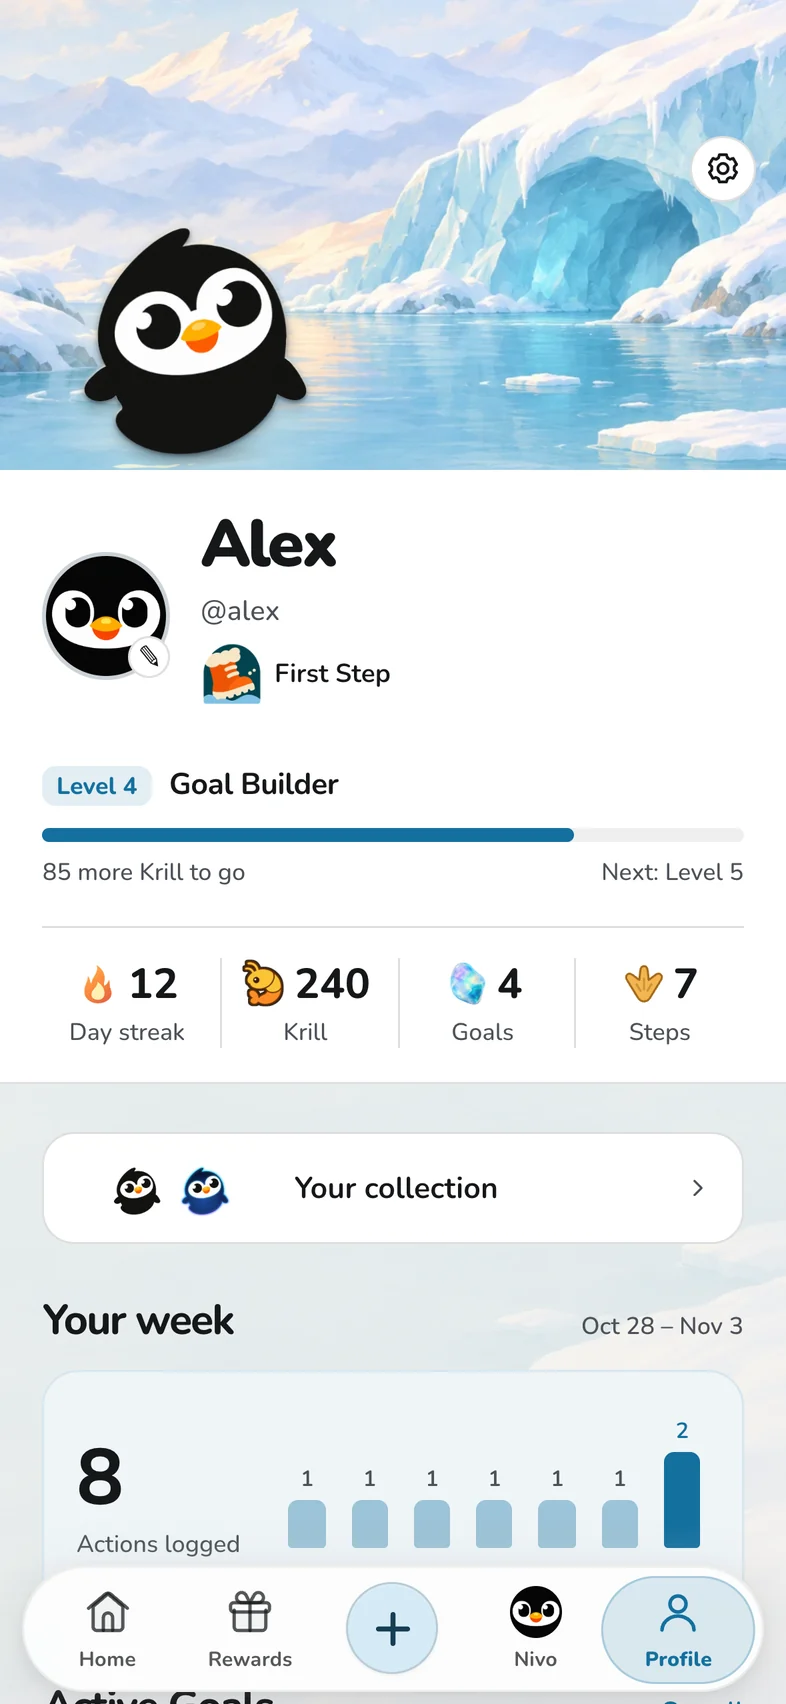 Alex
@alex
First Step
Level 4 Goal Builder
85 more Krill to go Next: Level 5
12 240 4 7
Day streak Krill Goals Steps
Your collection
Your week Oct 28 – Nov 3
2
1 1 1 1 1 1
8
Actions logged
Home Rewards Nivo Profile
Active Goals